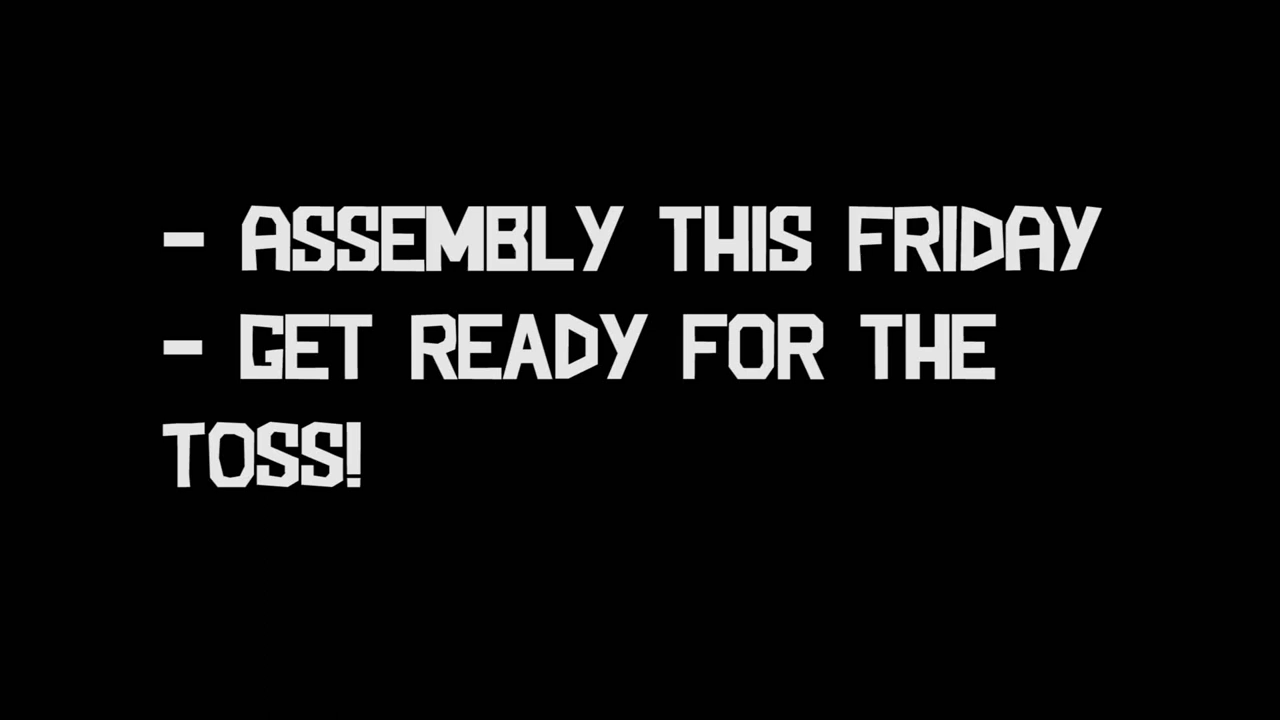 - ASSEMBLY THIS FRIDAY
- GET READY FOR THE
TOSS!